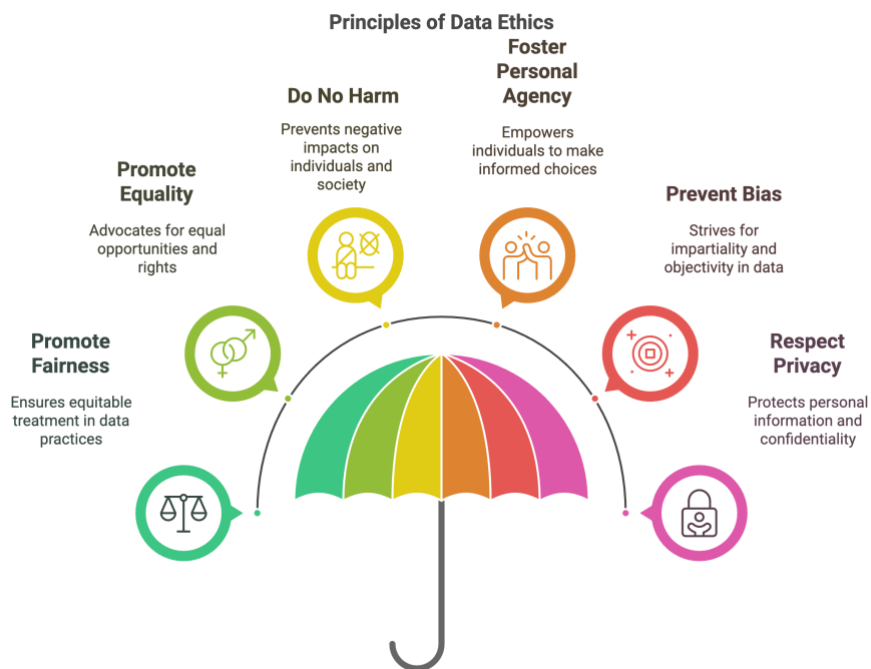 Principles of Data Ethics
Foster
Personal
Agency
Empowers
individuals to make
informed choices
Do No Harm
Prevents negative
impacts on
individuals and
society
Promote
Equality
Advocates for equal
opportunities and
rights
Prevent Bias
Strives for
impartiality and
objectivity in data
Promote
Fairness
Ensures equitable
treatment in data
practices
Respect
Privacy
Protects personal
information and
confidentiality